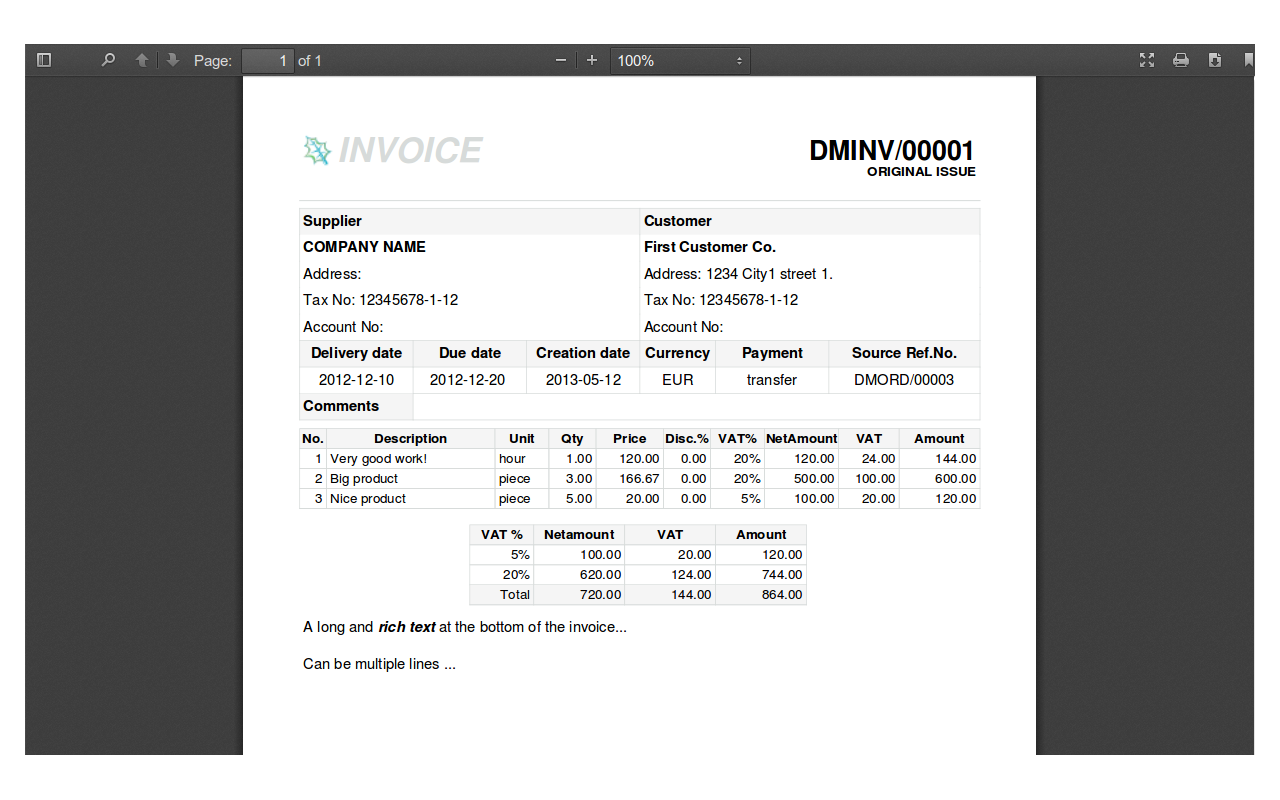 Page: 1 of 1 100%
INVOICE DMINV/00001
ORIGINAL ISSUE
Supplier Customer
COMPANY NAME First Customer Co.
Address: Address: 1234 City1 street 1.
Tax No: 12345678-1-12 Tax No: 12345678-1-12
Account No: Account No:
Delivery date Due date Creation date Currency Payment Source Ref.No.
2012-12-10 2012-12-20 2013-05-12 EUR transfer DMORD/00003
Comments
No. Description Unit Qty Price Disc.% VAT% NetAmount VAT Amount
1 Very good work! hour 1.00 120.00 0.00 20% 120.00 24.00 144.00
2 Big product piece 3.00 166.67 0.00 20% 500.00 100.00 600.00
3 Nice product piece 5.00 20.00 0.00 5% 100.00 20.00 120.00
VAT % Netamount VAT Amount
5% 100.00 20.00 120.00
20% 620.00 124.00 744.00
Total 720.00 144.00 864.00
A long and rich text at the bottom of the invoice...
Can be multiple lines ...